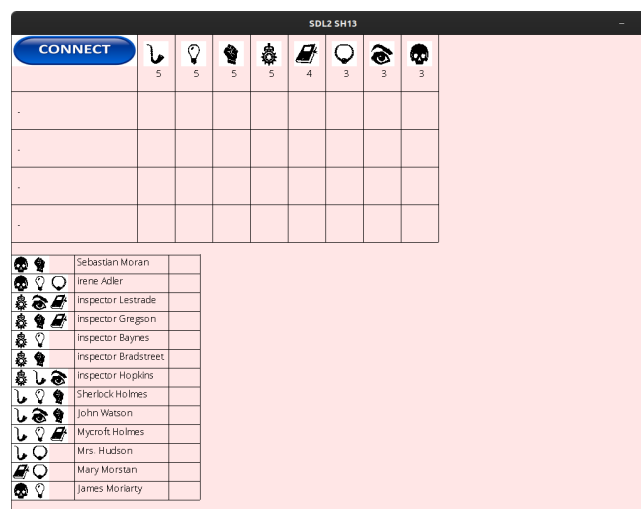 SDL2 SH13
CONNECT
5 5 5 5 4 3 3 3
-
-
-
-
Sebastian Moran
irene Adler
inspector Lestrade
inspector Gregson
inspector Baynes
inspector Bradstreet
inspector Hopkins
Sherlock Holmes
John Watson
Mycroft Holmes
Mrs. Hudson
Mary Morstan
James Moriarty